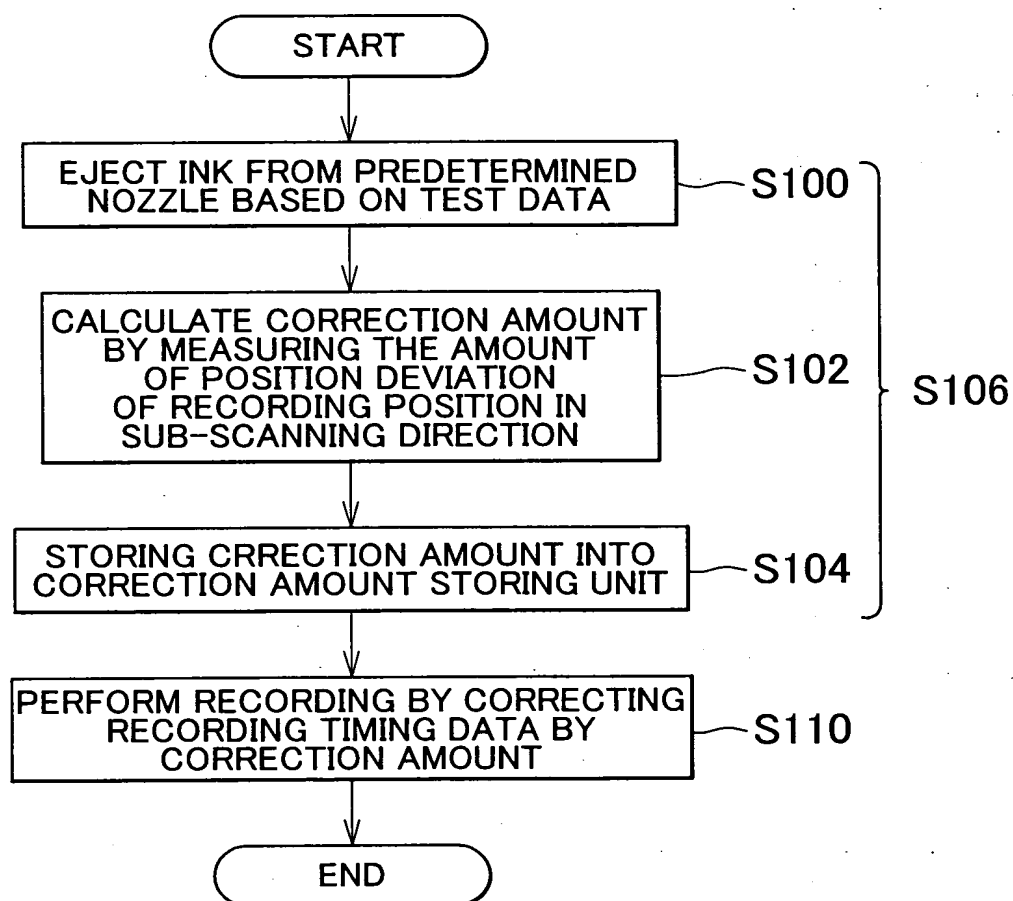 START
EJECT INK FROM PREDETERMINED
NOZZLE BASED ON TEST DATA
S100
CALCULATE CORRECTION AMOUNT
BY MEASURING THE AMOUNT
OF POSITION DEVIATION
OF RECORDING POSITION IN
SUB-SCANNING DIRECTION
S102
S106
STORING CRRECTION AMOUNT INTO
CORRECTION AMOUNT STORING UNIT
S104
PERFORM RECORDING BY CORRECTING
RECORDING TIMING DATA BY
CORRECTION AMOUNT
S110
END